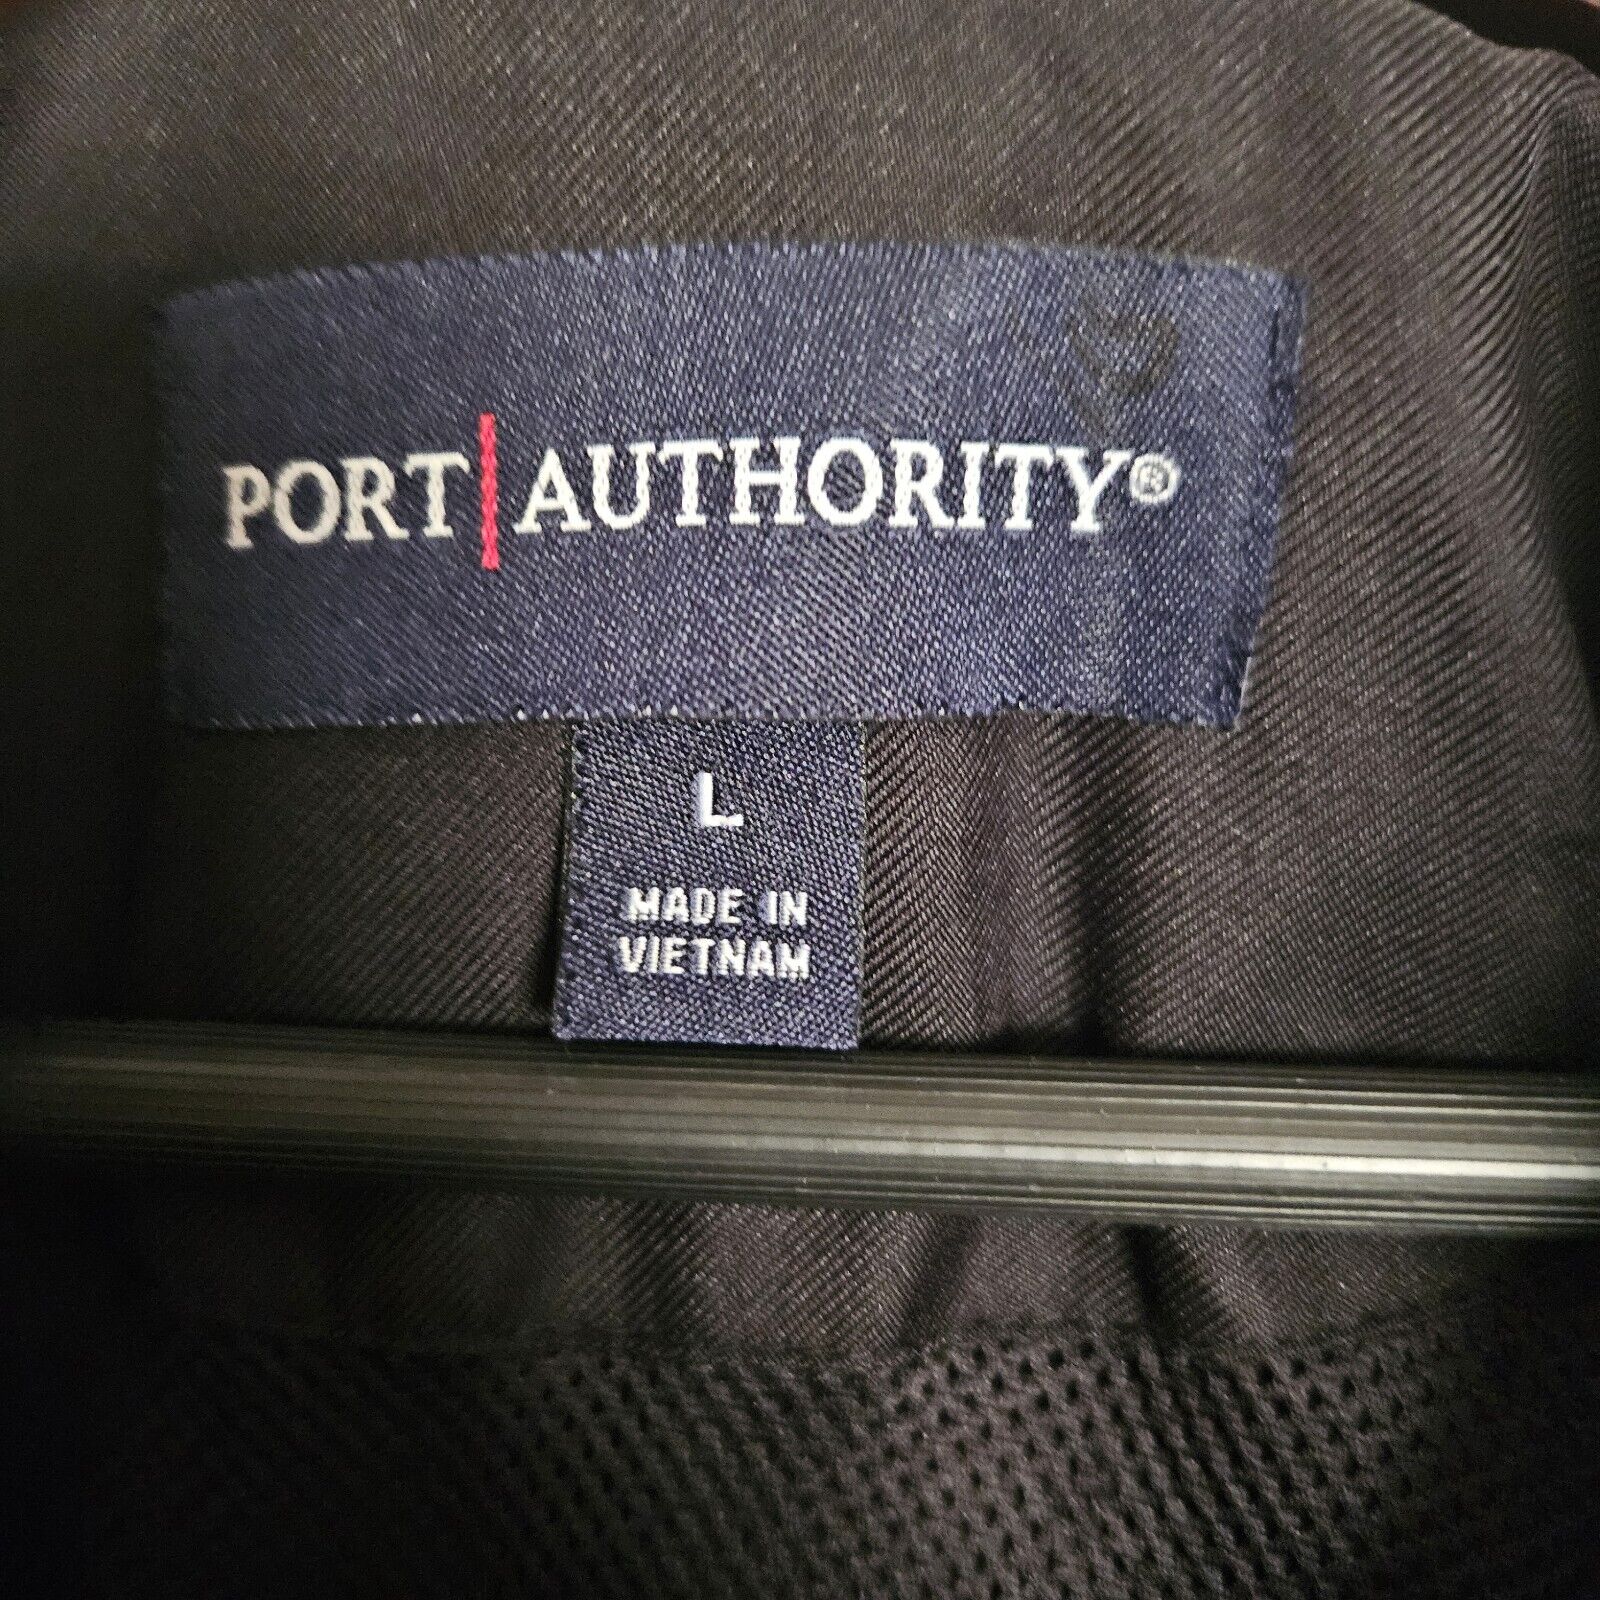 PORT | AUTHORITY®
L
MADE IN
VIETNAM